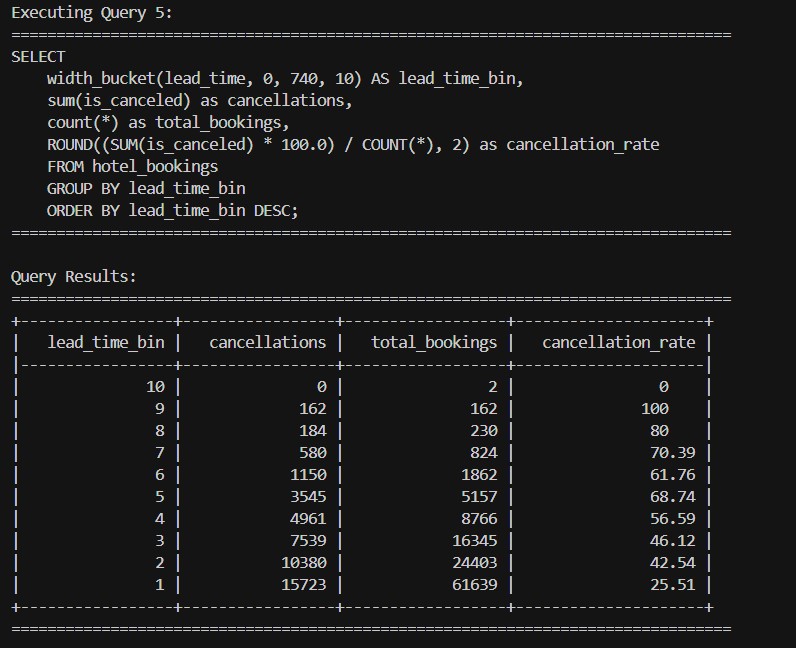 Executing Query 5:
================================================================================
SELECT
    width_bucket(lead_time, 0, 740, 10) AS lead_time_bin,
    sum(is_canceled) as cancellations,
    count(*) as total_bookings,
    ROUND((SUM(is_canceled) * 100.0) / COUNT(*), 2) as cancellation_rate
    FROM hotel_bookings
    GROUP BY lead_time_bin
    ORDER BY lead_time_bin DESC;
================================================================================

Query Results:
================================================================================
+-----------------+-----------------+------------------+---------------------+
|   lead_time_bin |   cancellations |   total_bookings |   cancellation_rate |
|-----------------+-----------------+------------------+---------------------|
|              10 |               0 |                2 |                0    |
|               9 |             162 |              162 |              100    |
|               8 |             184 |              230 |               80    |
|               7 |             580 |              824 |               70.39 |
|               6 |            1150 |             1862 |               61.76 |
|               5 |            3545 |             5157 |               68.74 |
|               4 |            4961 |             8766 |               56.59 |
|               3 |            7539 |            16345 |               46.12 |
|               2 |           10380 |            24403 |               42.54 |
|               1 |           15723 |            61639 |               25.51 |
+-----------------+-----------------+------------------+---------------------+
================================================================================